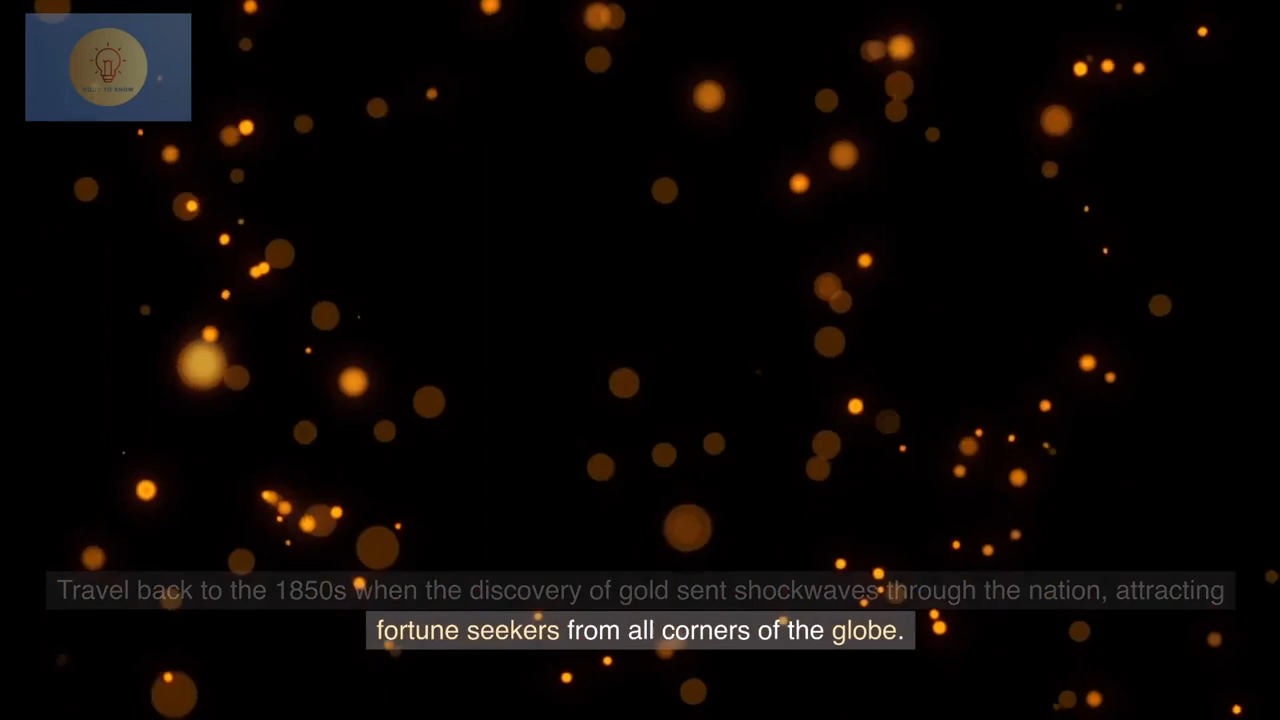 Travel back to the 1850s when the discovery of gold sent shockwaves through the nation, attracting
fortune seekers from all corners of the globe.